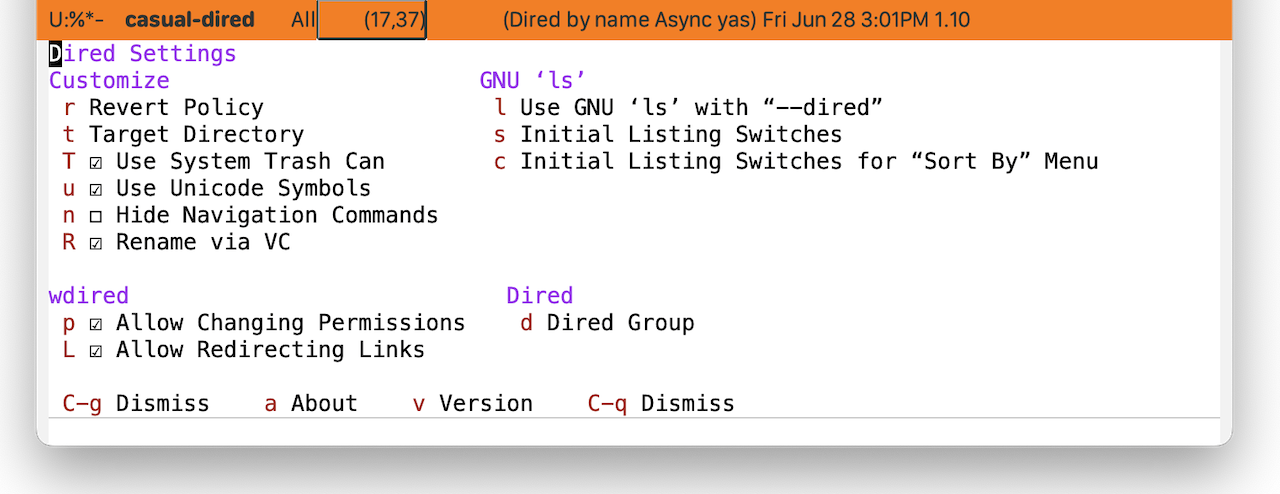 U:%*- casual-dired All (17,37) (Dired by name Async yas) Fri Jun 28 3:01PM 1.10
Dired Settings
Customize GNU ‘ls’
r Revert Policy l Use GNU ‘ls’ with “--dired”
t Target Directory s Initial Listing Switches
T ☑ Use System Trash Can c Initial Listing Switches for “Sort By” Menu
u ☑ Use Unicode Symbols
n □ Hide Navigation Commands
R ☑ Rename via VC
wdired Dired
p ☑ Allow Changing Permissions d Dired Group
L ☑ Allow Redirecting Links
C-g Dismiss a About v Version C-q Dismiss